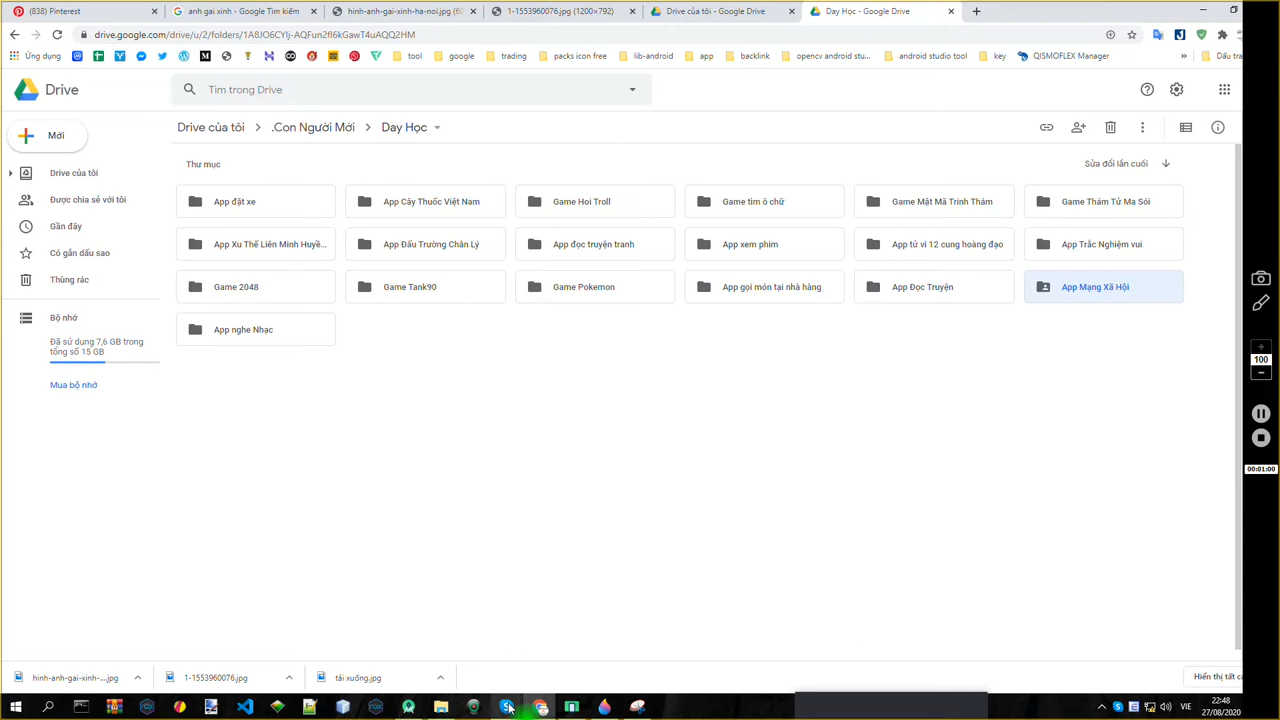 (838) Pinterest
anh gai xinh - Google Tìm kiếm
hinh-anh-gai-xinh-ha-noi.jpg (60
1-1553960076.jpg (1200×792)
Drive của tôi - Google Drive
Day Học - Google Drive
drive.google.com/drive/u/2/folders/1A8JO6CYIj-AQFun2fI6kGawT4uAQQ2HM
Ứng dụng
tool
google
trading
packs icon free
lib-android
app
backlink
opencv android stu...
android studio tool
key
QISMOFLEX Manager
»
Dấu tra
Drive
Tìm trong Drive
Mới
Drive của tôi > .Con Người Mới > Day Học
Thư mục
Sửa đổi lần cuối
Drive của tôi
Được chia sẻ với tôi
Gần đây
Có gắn dấu sao
Thùng rác
Bộ nhớ
Đã sử dụng 7,6 GB trong
tổng số 15 GB
Mua bộ nhớ
App đặt xe
App Cây Thuốc Việt Nam
Game Hoi Troll
Game tìm ô chữ
Game Mật Mã Trinh Thám
Game Thám Tử Ma Sói
App Xu Thế Liên Minh Huyề...
App Đấu Trường Chân Lý
App đọc truyện tranh
App xem phim
App tử vi 12 cung hoàng đạo
App Trắc Nghiệm vui
Game 2048
Game Tank90
Game Pokemon
App gọi món tại nhà hàng
App Đọc Truyện
App Mạng Xã Hội
App nghe Nhạc
100
00:01:00
hinh-anh-gai-xinh-....jpg
1-1553960076.jpg
tải xuống.jpg
Hiển thị tất cả
VIE
22:48
27/08/2020